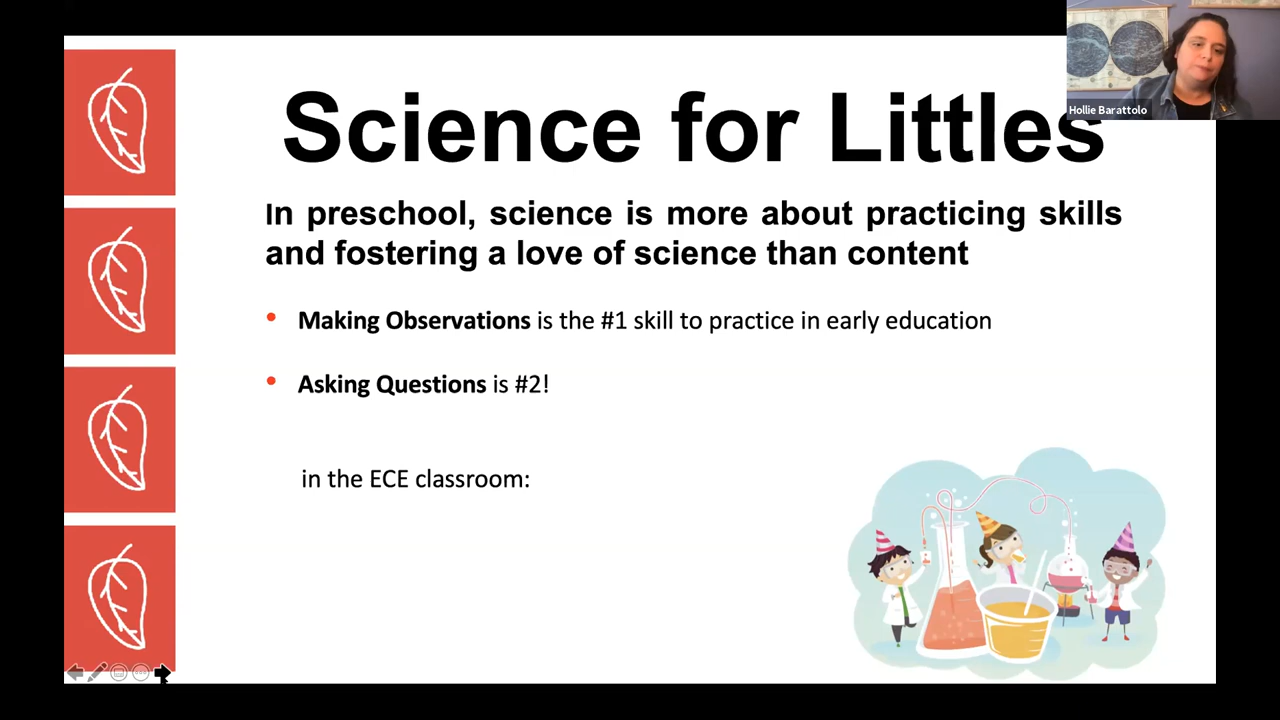 Science for Littles
Hollie Barattolo
In preschool, science is more about practicing skills
and fostering a love of science than content
• Making Observations is the #1 skill to practice in early education
• Asking Questions is #2!
in the ECE classroom: